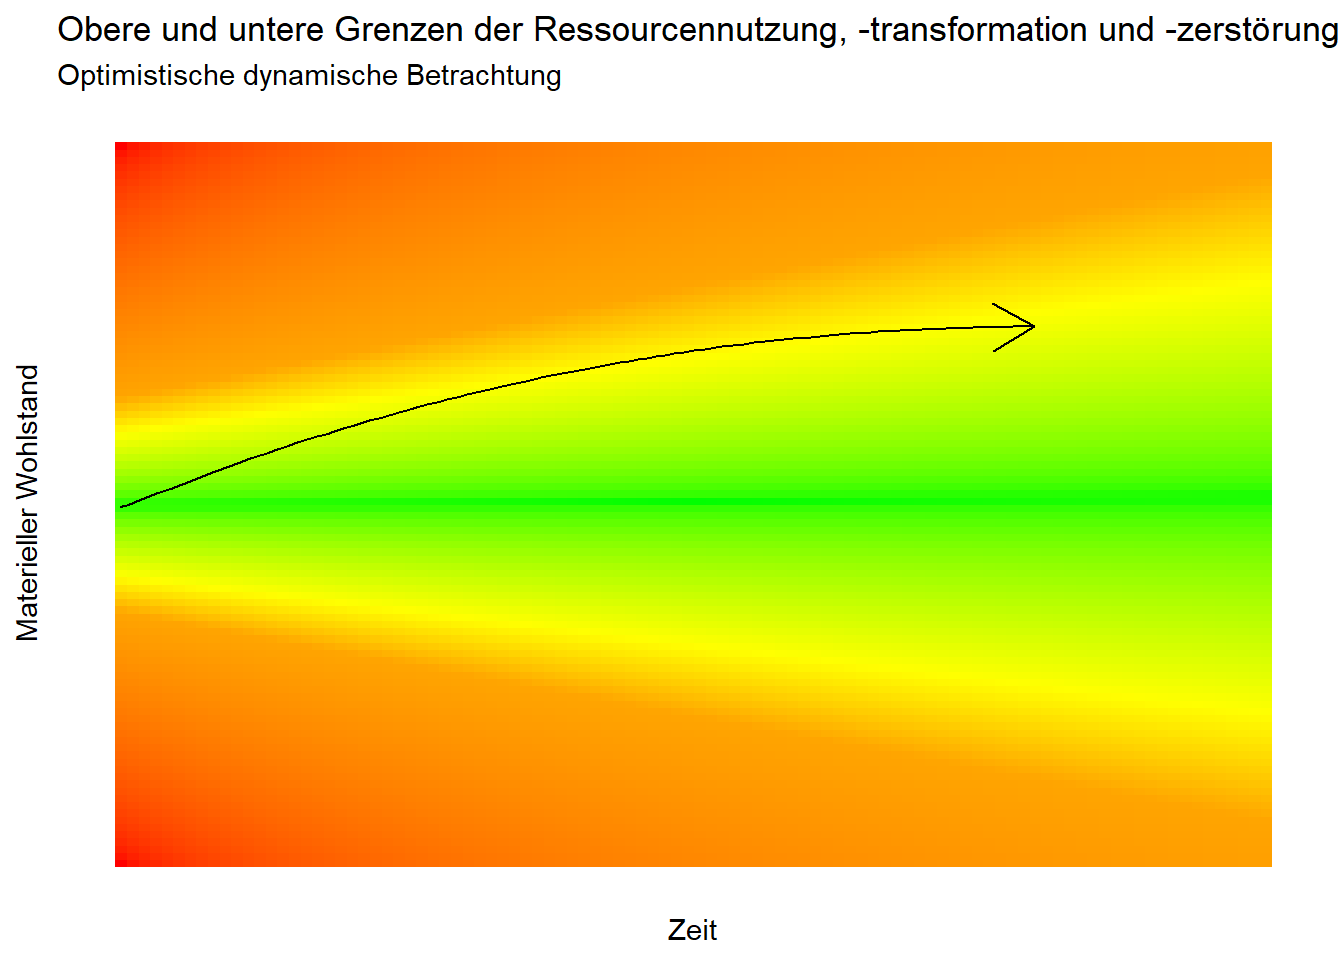 Obere und untere Grenzen der Ressourcennutzung, -transformation und -zerstörung
Optimistische dynamische Betrachtung
Materieller Wohlstand
Zeit